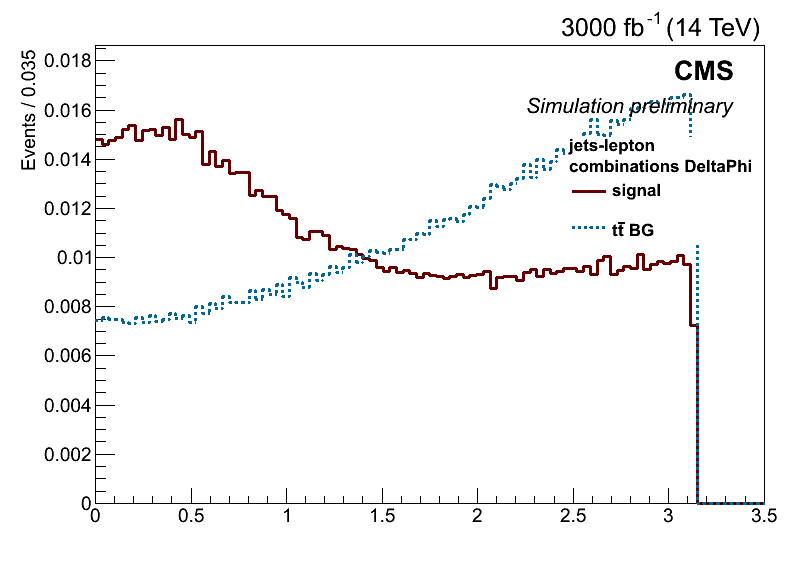 3000 fb-1 (14 TeV)
Events / 0.035
0.018
CMS
0.016
Simulation preliminary
jets-lepton
0.014
combinations DeltaPhi
signal
0.012
tt̅ BG
0.01
0.008
0.006
0.004
0.002
0
0 0.5 1 1.5 2 2.5 3 3.5